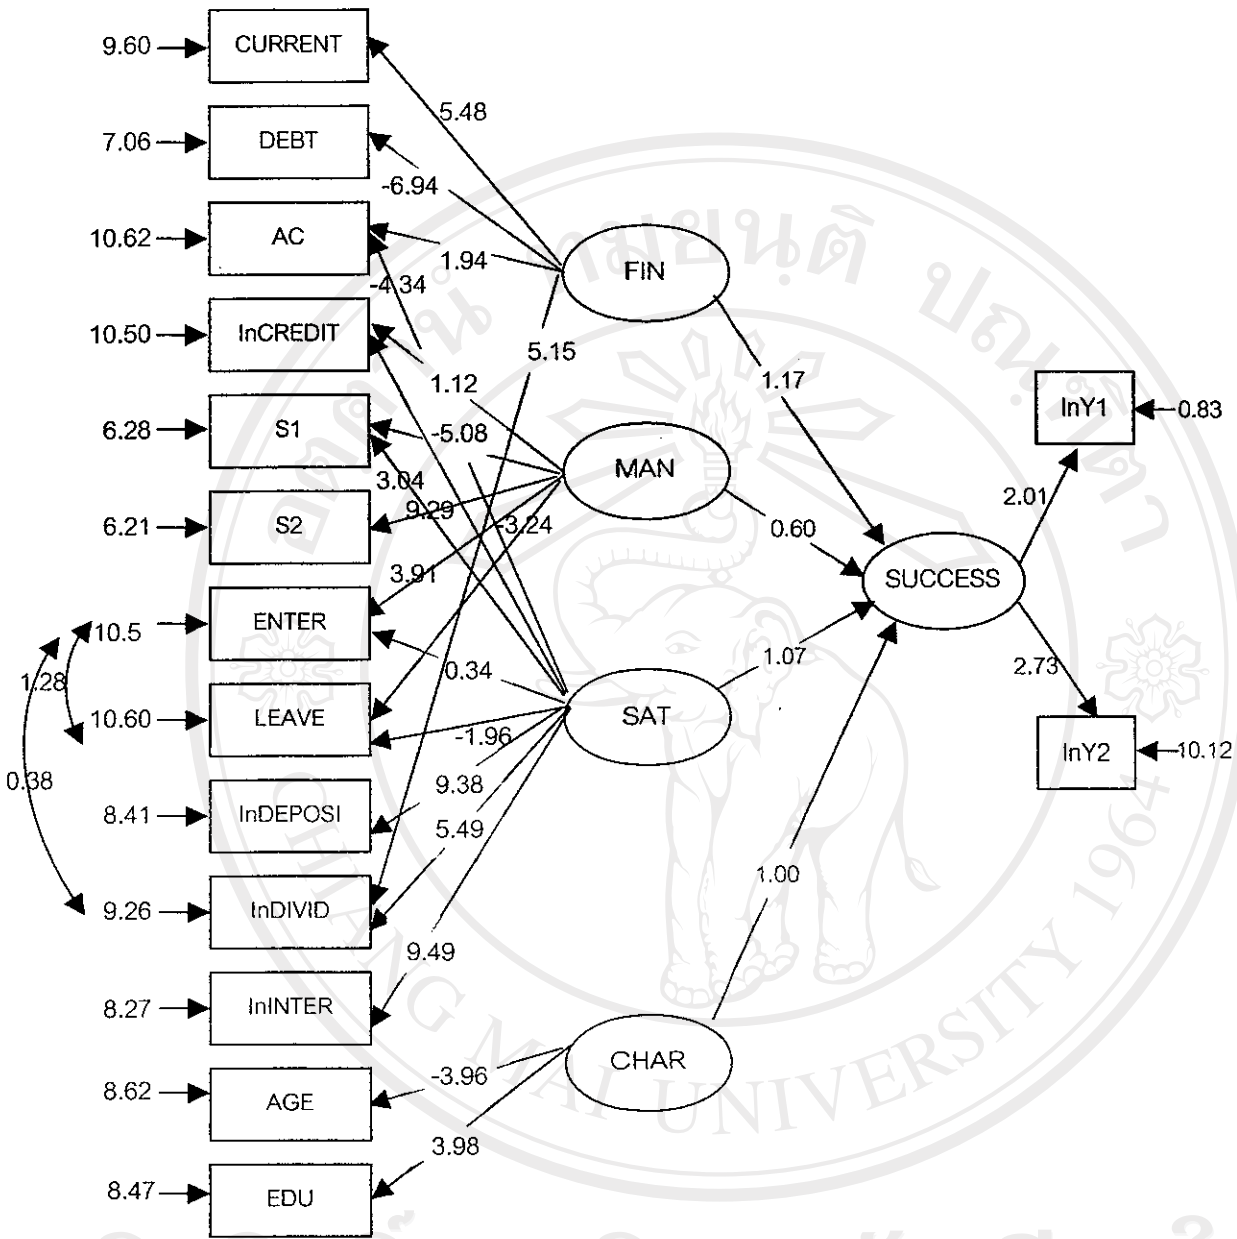 9.60 CURRENT
5.48
7.06 DEBT
-6.94
10.62 AC
1.94
-4.34
FIN
10.50 lnCREDIT
5.15
1.12
1.17
lnY1 0.83
6.28 S1
-5.08
MAN
3.04
2.01
6.21 S2
9.29
-3.24
0.60
3.91
SUCCESS
10.5 ENTER
0.34
1.07
2.73
1.28
10.60 LEAVE
-1.96
SAT
lnY2 10.12
0.38
9.38
8.41 lnDEPOSI
5.49
1.00
9.26 lnDIVID
9.49
8.27 lnINTER
CHAR
-3.96
8.62 AGE
3.98
8.47 EDU
CHIANG MAI UNIVERSITY 1964